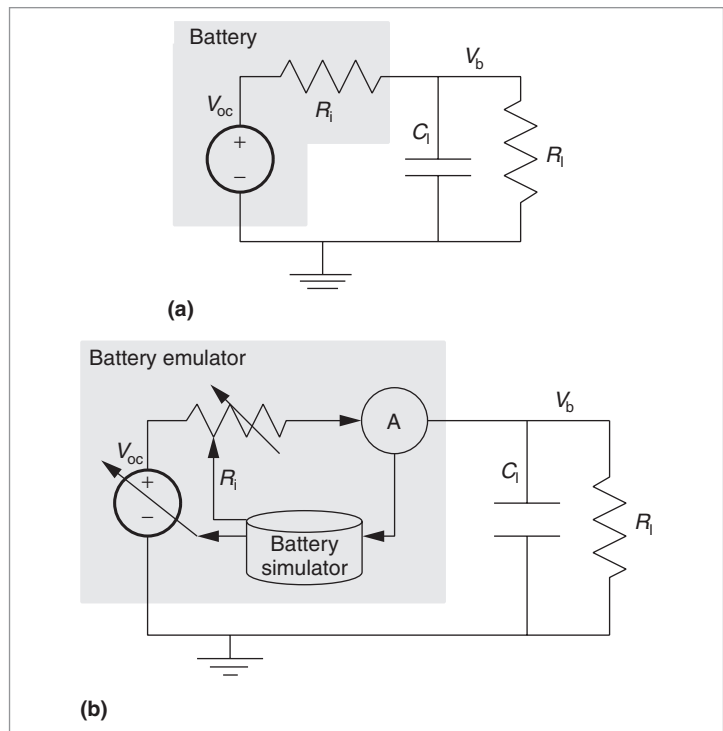 Battery
V_b
V_oc
R_i
C_l
R_l
+
–
(a)
Battery emulator
A
V_b
V_oc
R_i
C_l
R_l
+
–
Battery
simulator
(b)